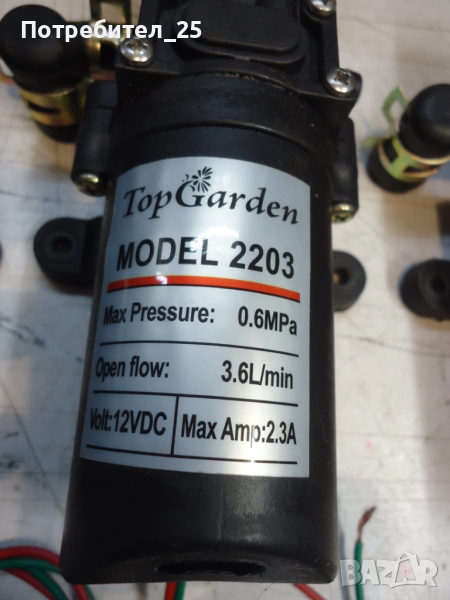 Потребител_25
TopGarden
MODEL 2203
Max Pressure: 0.6MPa
Open flow: 3.6L/min
Volt:12VDC Max Amp:2.3A
BAZAR